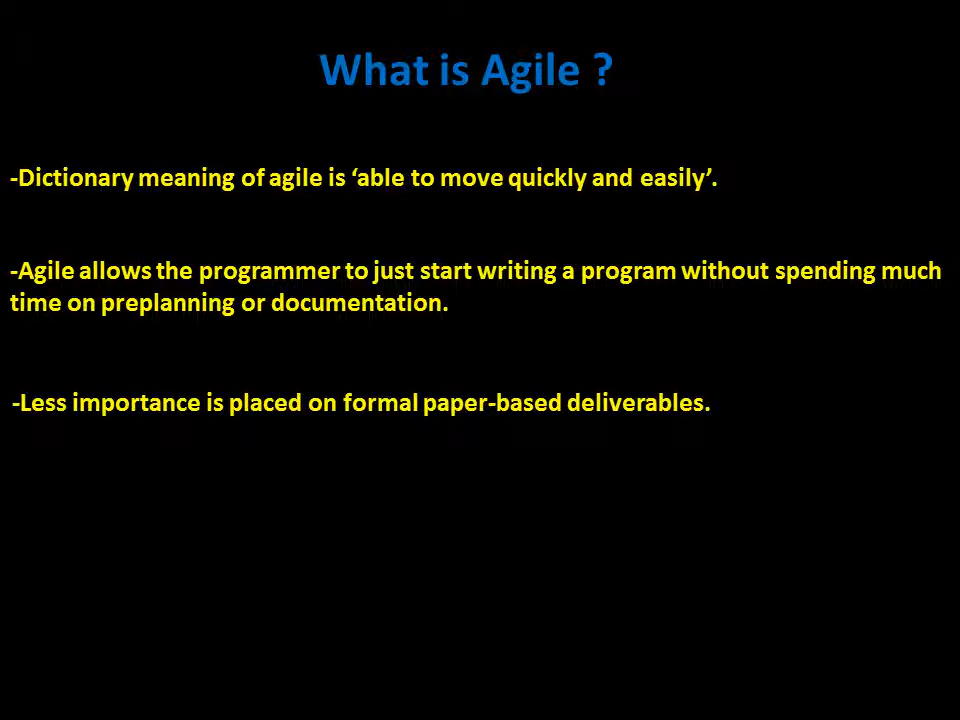 What is Agile ?
-Dictionary meaning of agile is ‘able to move quickly and easily’.
-Agile allows the programmer to just start writing a program without spending much
time on preplanning or documentation.
-Less importance is placed on formal paper-based deliverables.